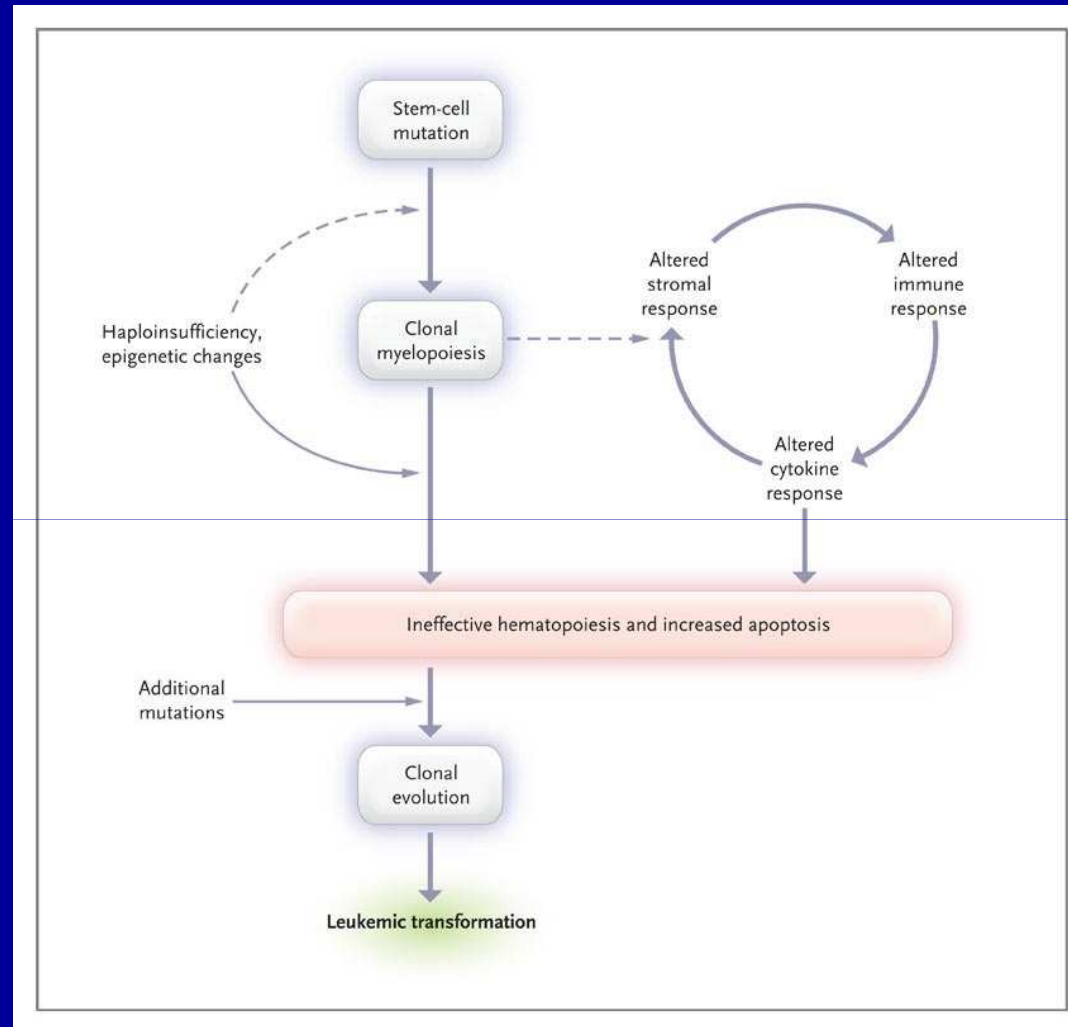 Stem-cell
mutation
Haploinsufficiency,
epigenetic changes
Clonal
myelopoiesis
Altered
stromal
response
Altered
immune
response
Altered
cytokine
response
Ineffective hematopoiesis and increased apoptosis
Additional
mutations
Clonal
evolution
Leukemic transformation